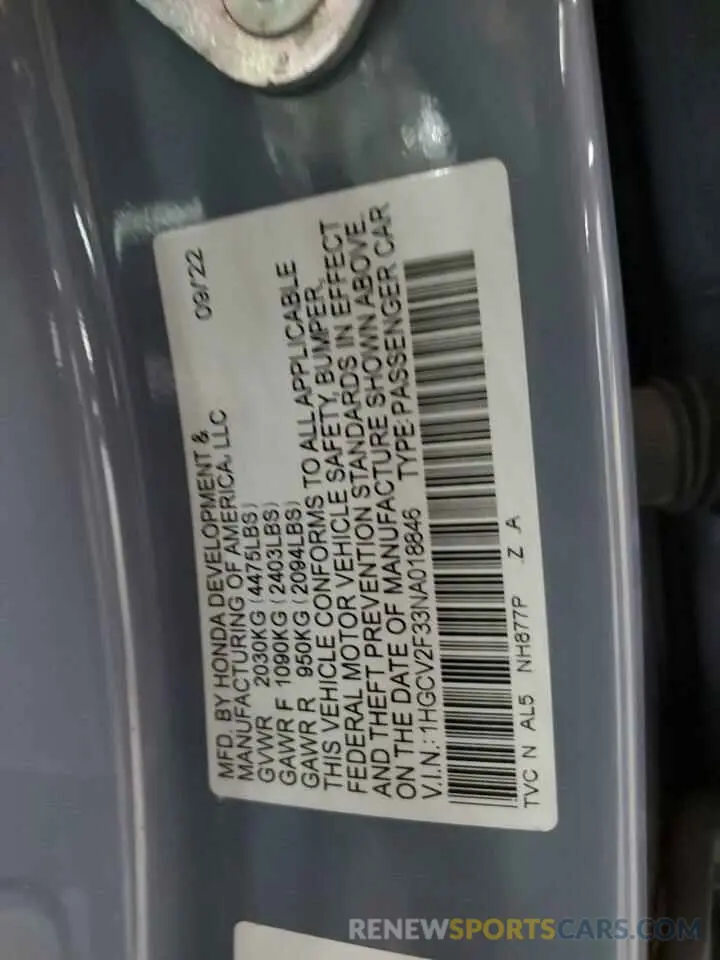 09/22
MFD. BY HONDA DEVELOPMENT &
MANUFACTURING OF AMERICA, LLC
GVWR 2030KG (4475LBS)
GAWR F 1090KG (2403LBS)
GAWR R 950KG (2094LBS)
THIS VEHICLE CONFORMS TO ALL APPLICABLE
FEDERAL MOTOR VEHICLE SAFETY, BUMPER,
AND THEFT PREVENTION STANDARDS IN EFFECT
ON THE DATE OF MANUFACTURE SHOWN ABOVE.
V.I.N.: 1HGCV2F33NA018846 TYPE:PASSENGER CAR
TVC N AL5 NH877P Z A
RENEWSPORTSCARS.COM